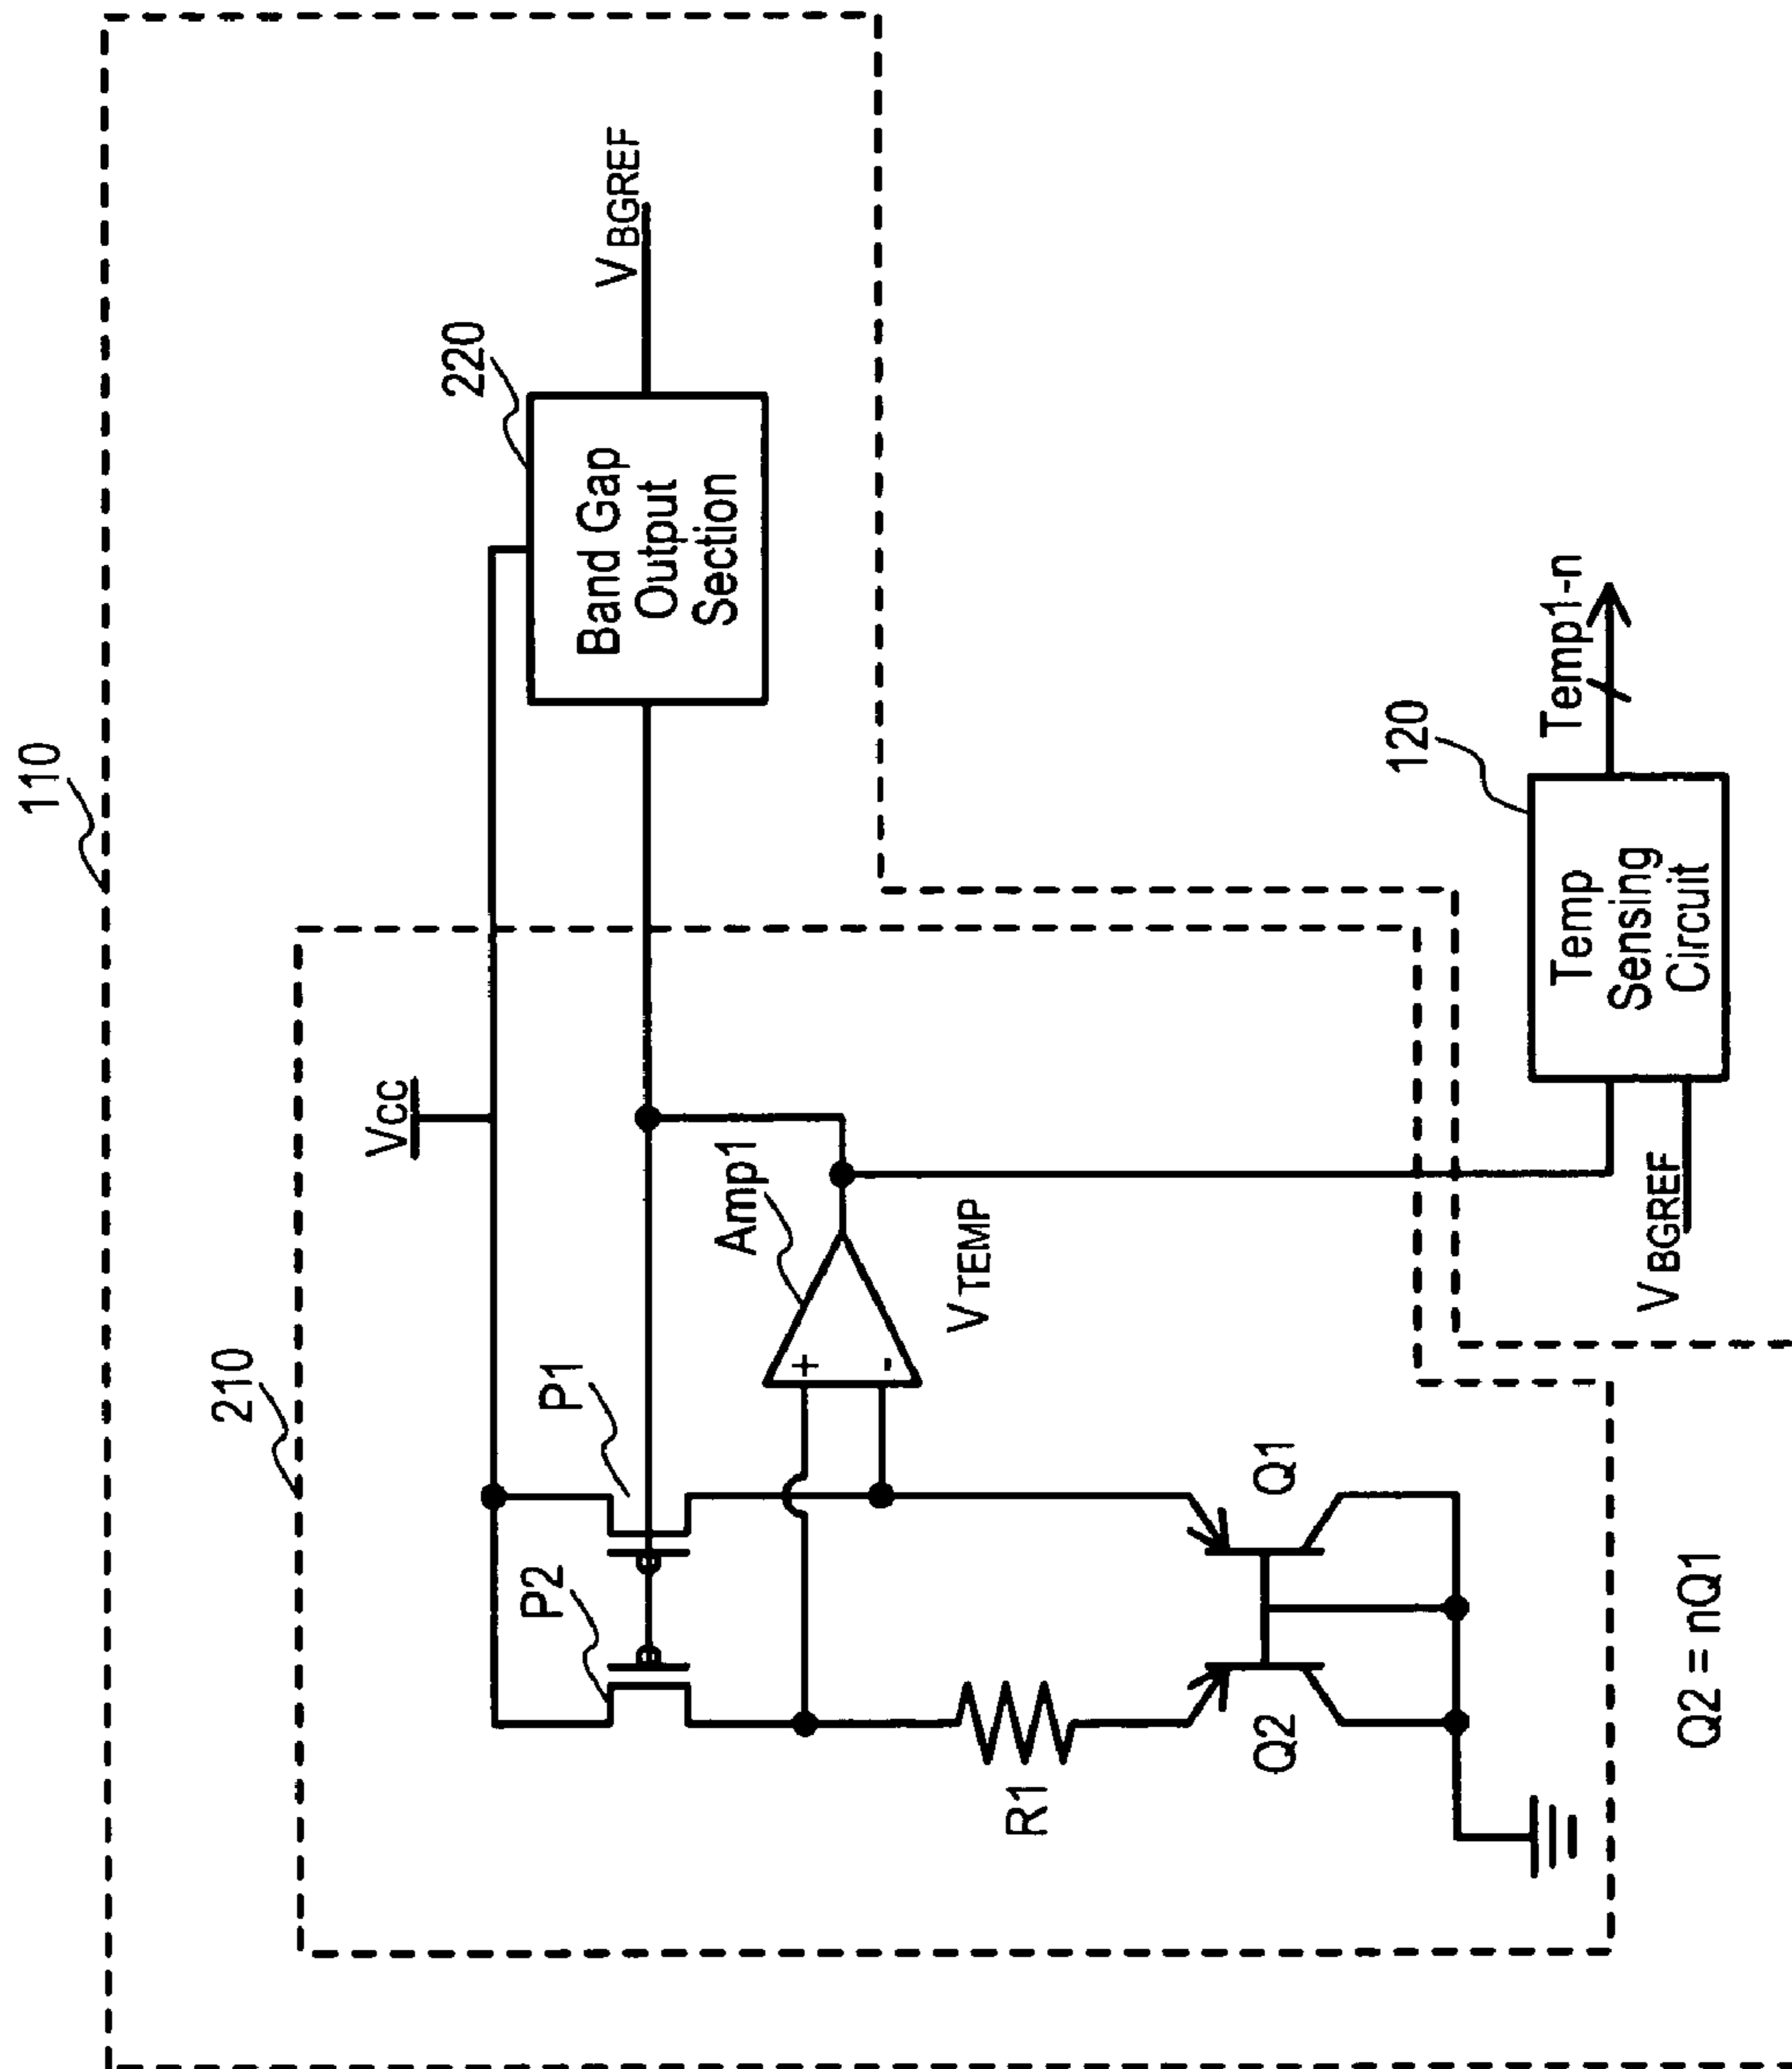 110
210
Vcc
P2
P1
Amp1
+
-
VTEMP
220
Band Gap
Output
Section
VBGREF
R1
Q2
Q1
Q2 = nQ1
120
Temp
Sensing
Circuit
VBGREF
Temp1-n